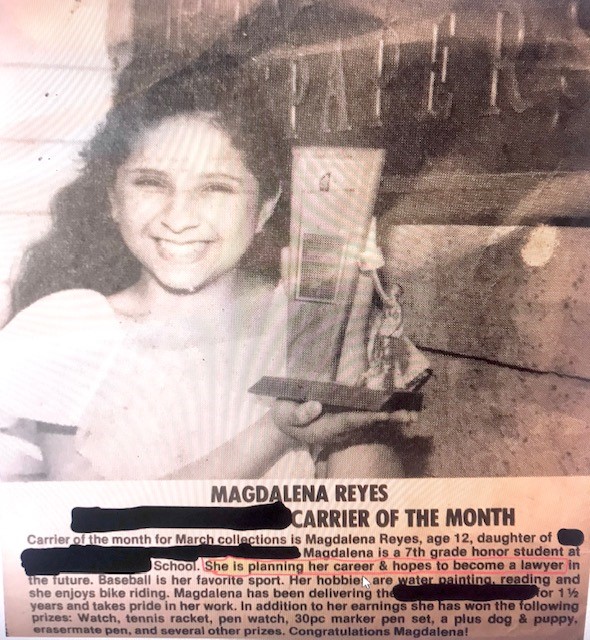 PAPER
MAGDALENA REYES
CARRIER OF THE MONTH
Carrier of the month for March collections is Magdalena Reyes, age 12, daughter of
Magdalena is a 7th grade honor student at
School. She is planning her career & hopes to become a lawyer in
the future. Baseball is her favorite sport. Her hobbie are water painting, reading and
she enjoys bike riding. Magdalena has been delivering the for 1½
years and takes pride in her work. In addition to her earnings she has won the following
prizes: Watch, tennis racket, pen watch, 30pc marker pen set, a plus dog & puppy,
erasermate pen, and several other prizes. Congratulations Magdalena!